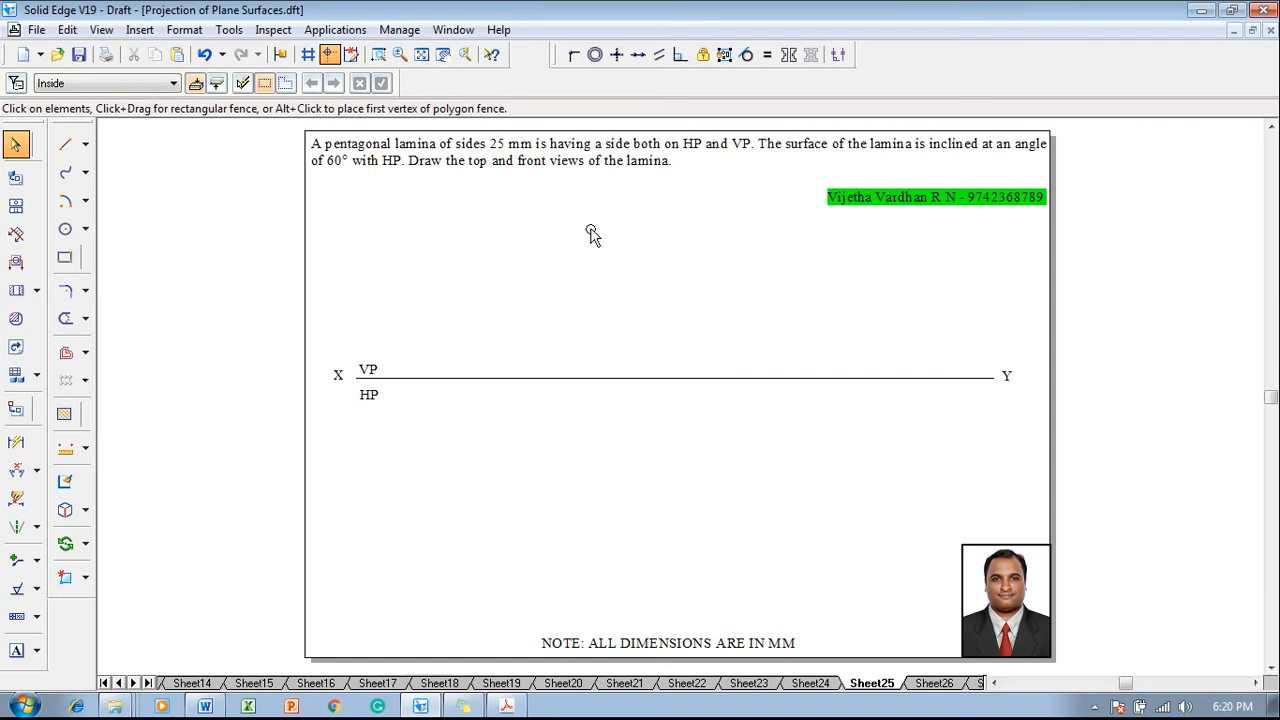 Solid Edge V19 - Draft - [Projection of Plane Surfaces.dft]
File Edit View Insert Format Tools Inspect Applications Manage Window Help
Inside
Click on elements, Click+Drag for rectangular fence, or Alt+Click to place first vertex of polygon fence.
A pentagonal lamina of sides 25 mm is having a side both on HP and VP. The surface of the lamina is inclined at an angle
of 60° with HP. Draw the top and front views of the lamina.
Vijetha Vardhan R N - 9742368789
VP
X Y
HP
NOTE: ALL DIMENSIONS ARE IN MM
Sheet14 Sheet15 Sheet16 Sheet17 Sheet18 Sheet19 Sheet20 Sheet21 Sheet22 Sheet23 Sheet24 Sheet25 Sheet26 S
6:20 PM